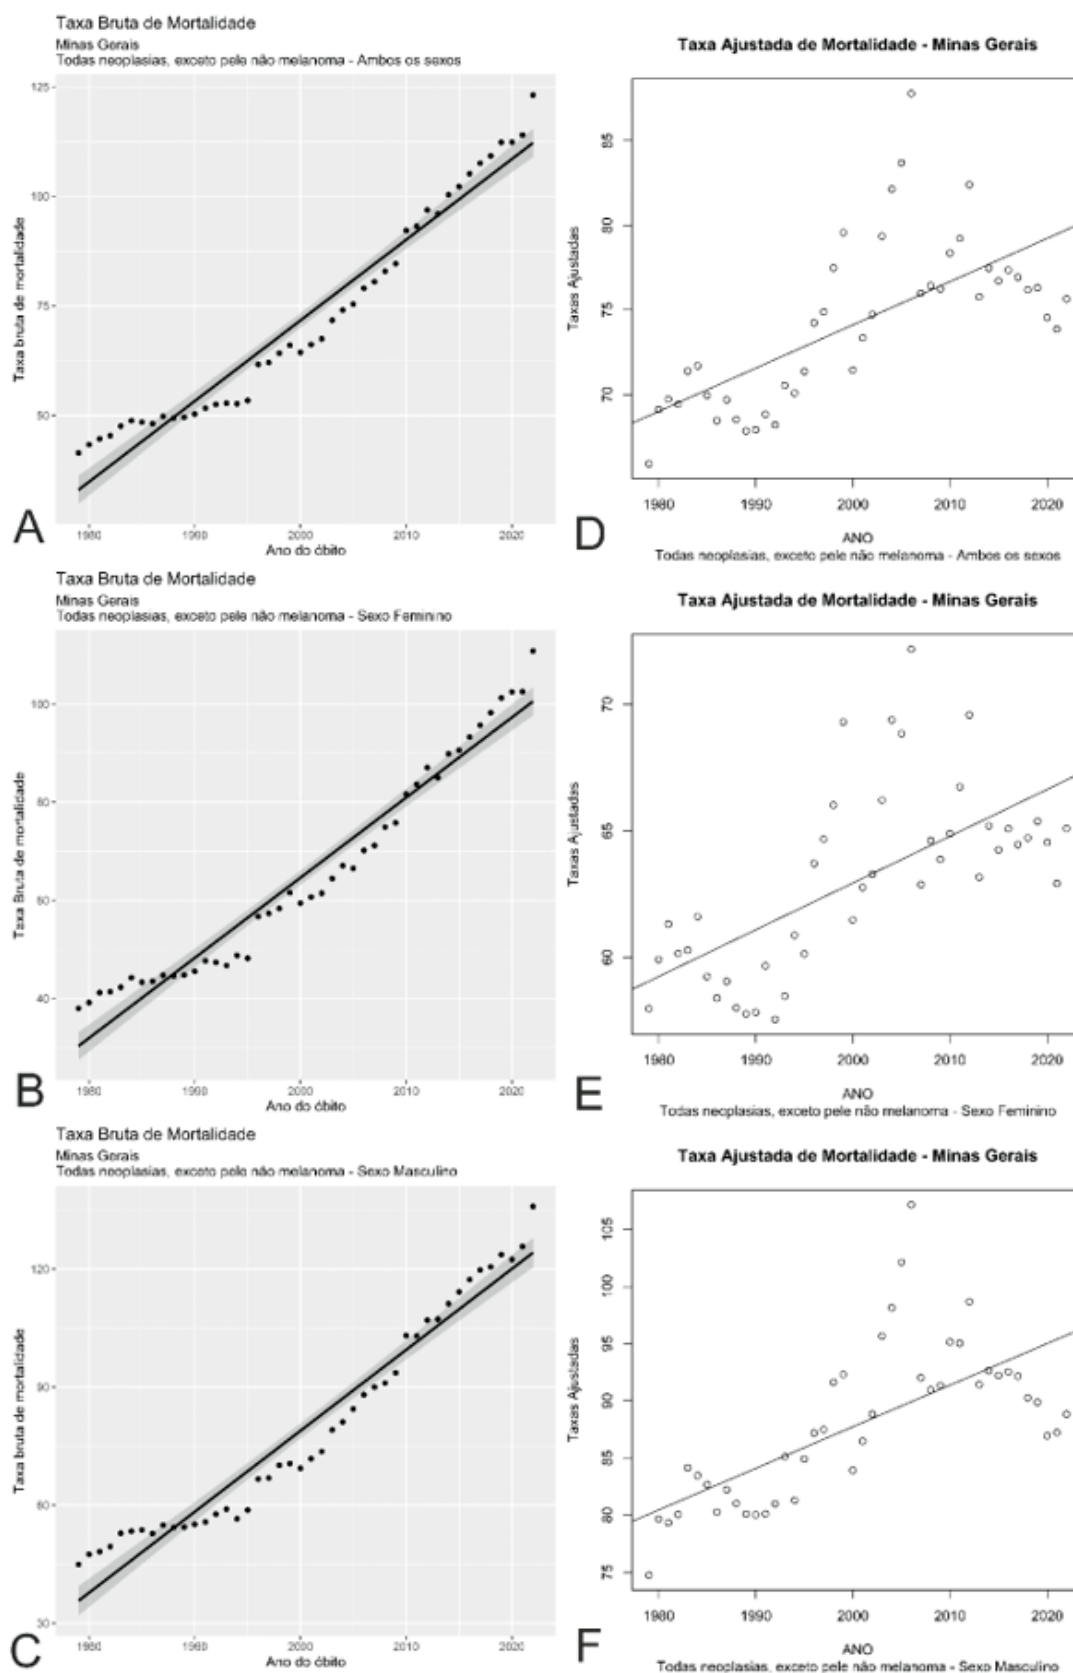 Taxa Bruta de Mortalidade
Minas Gerais
Todas neoplasias, exceto pele não melanoma - Ambos os sexos
125
100
75
50
Taxa bruta de mortalidade
1980
1990
2000
2010
2020
Ano do óbito
A
Taxa Ajustada de Mortalidade - Minas Gerais
85
80
75
70
Taxas Ajustadas
1980
1990
2000
2010
2020
ANO
Todas neoplasias, exceto pele não melanoma - Ambos os sexos
D
Taxa Bruta de Mortalidade
Minas Gerais
Todas neoplasias, exceto pele não melanoma - Sexo Feminino
100
80
60
40
Taxa Bruta de mortalidade
1980
1990
2000
2010
2020
Ano do óbito
B
Taxa Ajustada de Mortalidade - Minas Gerais
70
65
60
Taxas Ajustadas
1980
1990
2000
2010
2020
ANO
Todas neoplasias, exceto pele não melanoma - Sexo Feminino
E
Taxa Bruta de Mortalidade
Minas Gerais
Todas neoplasias, exceto pele não melanoma - Sexo Masculino
120
90
60
30
Taxa bruta de mortalidade
1980
1990
2000
2010
2020
Ano do óbito
C
Taxa Ajustada de Mortalidade - Minas Gerais
105
100
95
90
85
80
75
Taxas Ajustadas
1980
1990
2000
2010
2020
ANO
Todas neoplasias, exceto pele não melanoma - Sexo Masculino
F